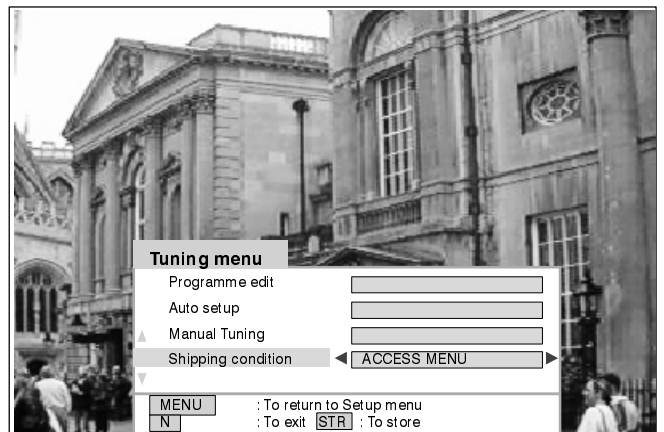 Tuning menu
Programme edit
Auto setup
Manual Tuning
Shipping condition ACCESS MENU
MENU : To return to Setup menu
N : To exit STR : To store